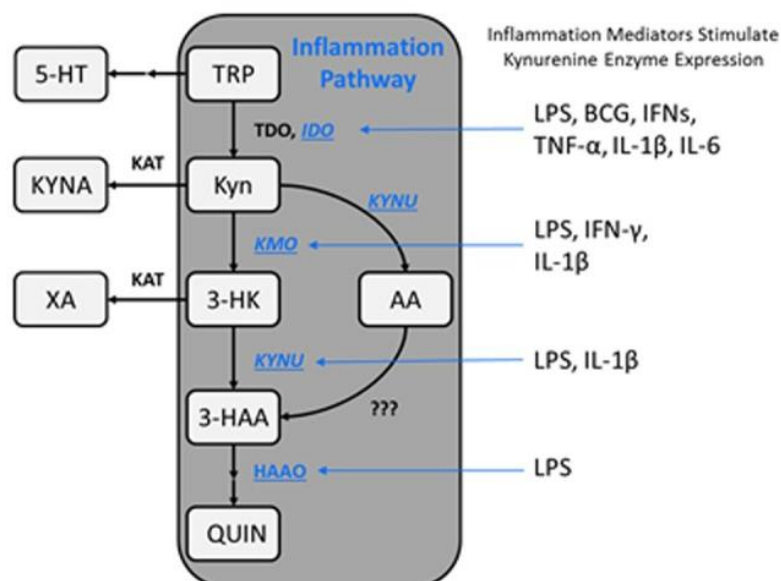 Inflammation
Pathway
Inflammation Mediators Stimulate
Kynurenine Enzyme Expression
5-HT
TRP
TDO, IDO
LPS, BCG, IFNs,
TNF-α, IL-1β, IL-6
KYNA
KAT
Kyn
KYNU
KMO
LPS, IFN-γ,
IL-1β
XA
KAT
3-HK
AA
KYNU
LPS, IL-1β
3-HAA
???
HAAO
LPS
QUIN